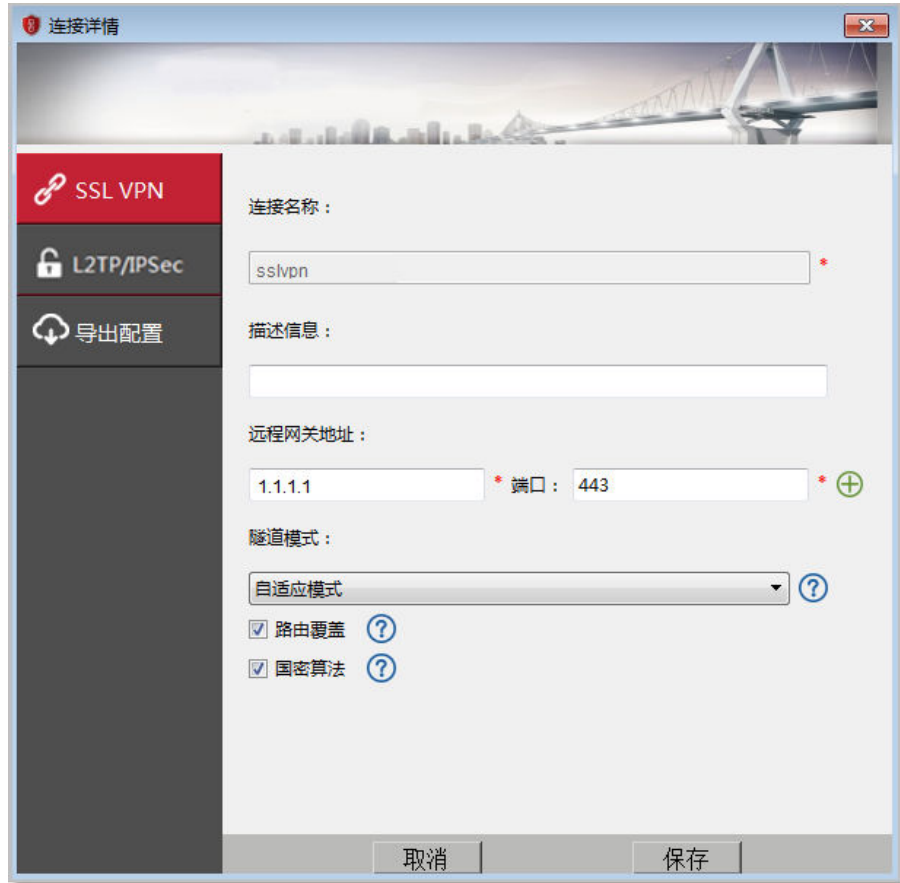 连接详情
SSL VPN
L2TP/IPSec
导出配置
连接名称：
sslvpn *
描述信息：
远程网关地址：
1.1.1.1 * 端口： 443 *
隧道模式：
自适应模式
路由覆盖
国密算法
取消 保存